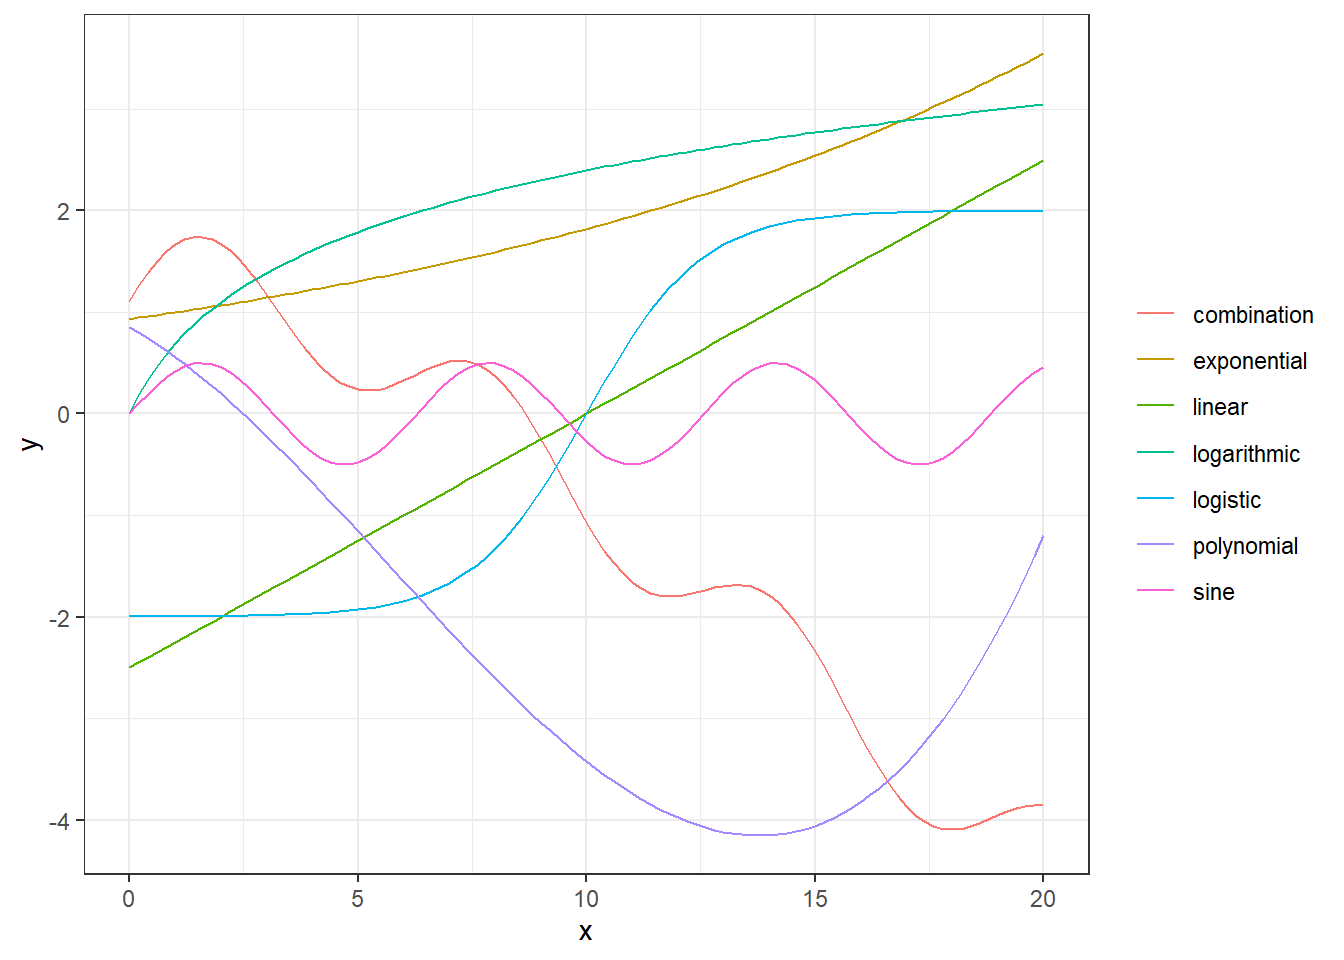 2
0
-2
-4
y
0 5 10 15 20
x
combination
exponential
linear
logarithmic
logistic
polynomial
sine